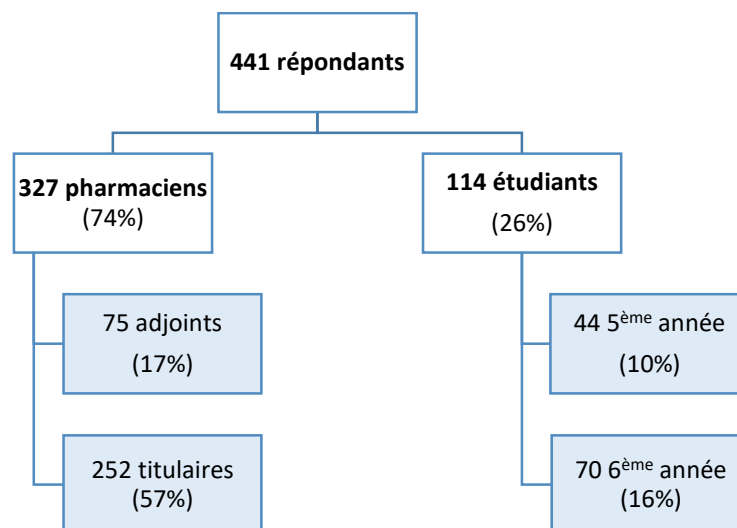 441 répondants
327 pharmaciens
(74%)
114 étudiants
(26%)
75 adjoints
(17%)
252 titulaires
(57%)
44 5ème année
(10%)
70 6ème année
(16%)